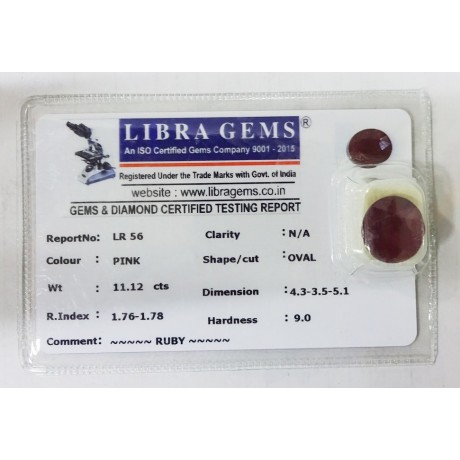 LIBRA GEMS®
An ISO Certified Gems Company 9001 - 2015
Registered Under the Trade Marks with Govt. of India
website : www.libragems.co.in
GEMS & DIAMOND CERTIFIED TESTING REPORT
ReportNo: LR 56 Clarity : N/A
Colour : PINK Shape/cut : OVAL
Wt : 11.12 cts Dimension : 4.3-3.5-5.1
R.Index : 1.76-1.78 Hardness : 9.0
Comment: ~~~~~ RUBY ~~~~~